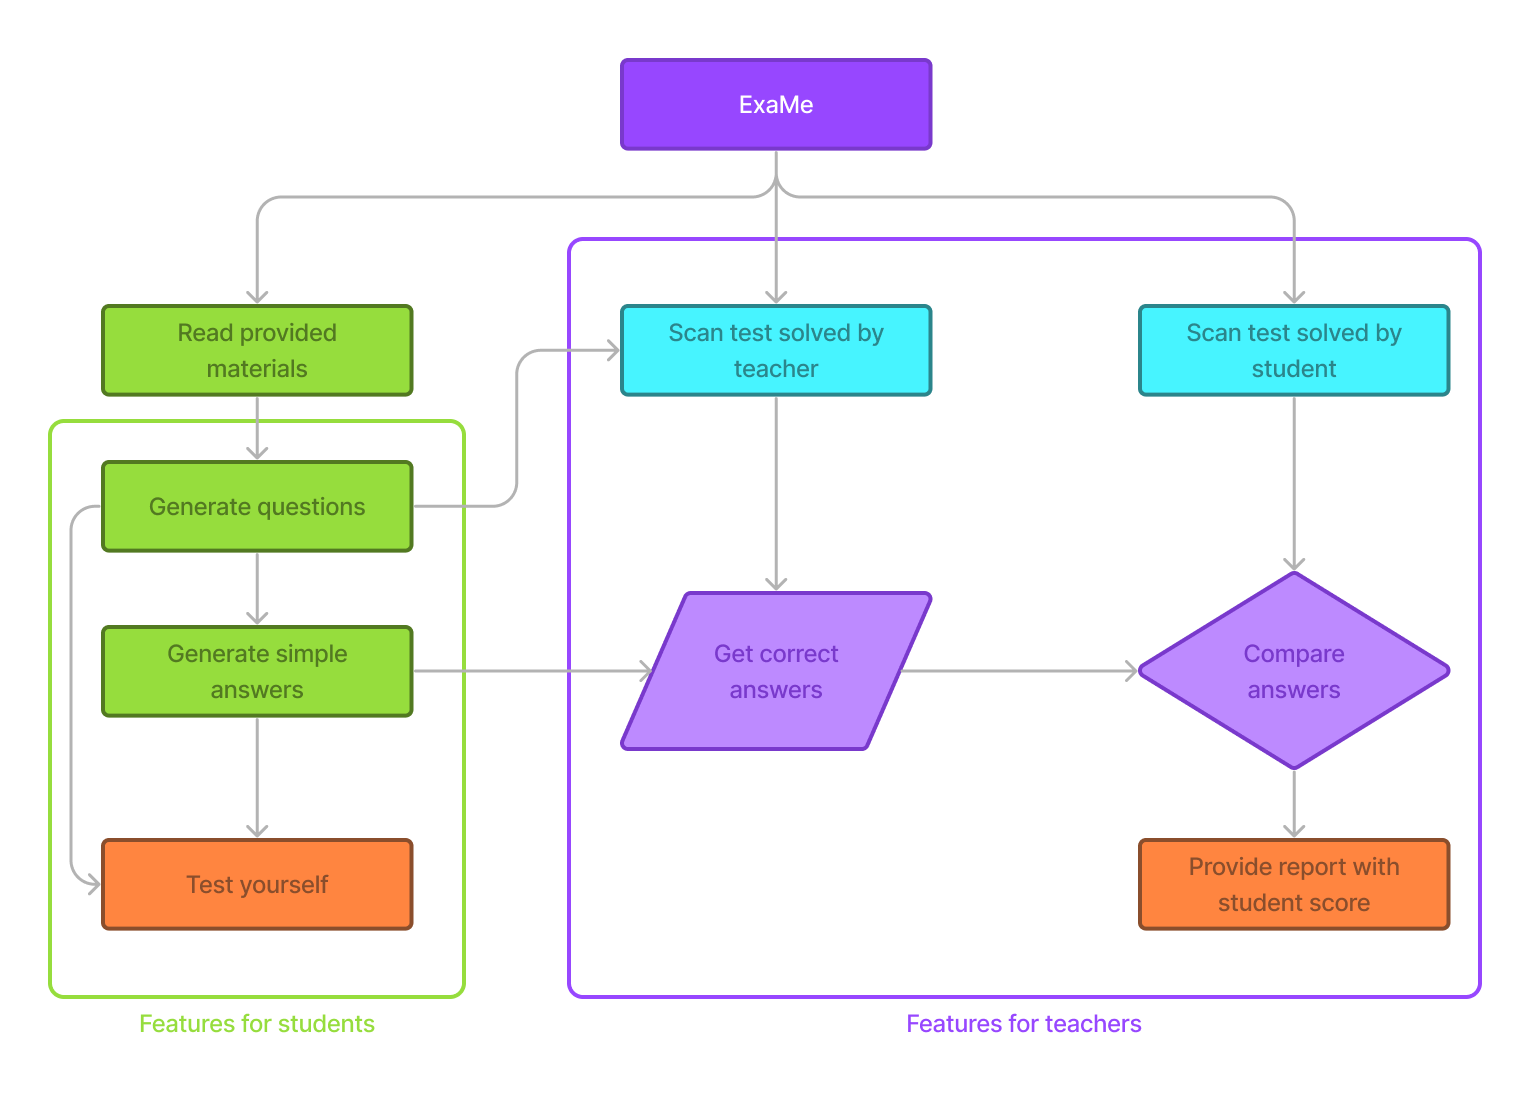 ExaMe
Read provided
materials
Scan test solved by
teacher
Scan test solved by
student
Generate questions
Generate simple
answers
Get correct
answers
Compare
answers
Test yourself
Provide report with
student score
Features for students
Features for teachers